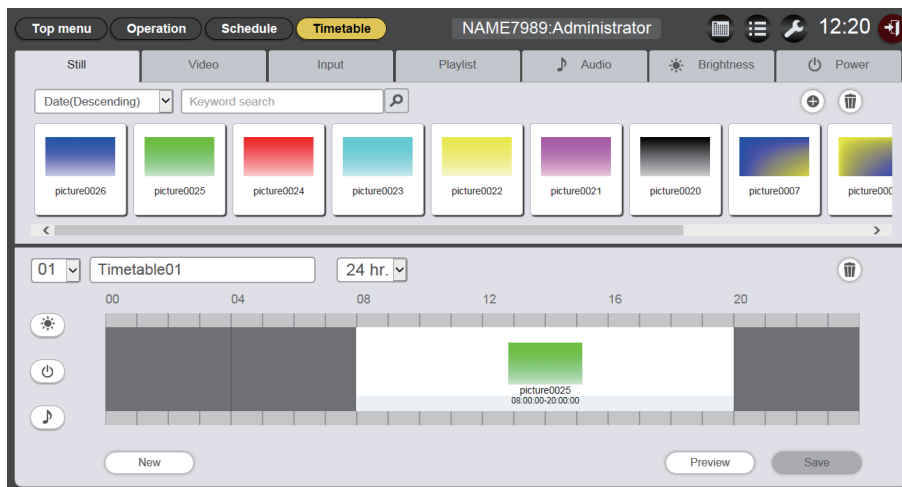 Top menu Operation Schedule Timetable NAME7989:Administrator 12:20
Still Video Input Playlist Audio Brightness Power
Date(Descending) Keyword search
picture0026 picture0025 picture0024 picture0023 picture0022 picture0021 picture0020 picture0007 picture000
01 Timetable01 24 hr.
00 04 08 12 16 20
picture0025
08:00:00-20:00:00
New Preview Save